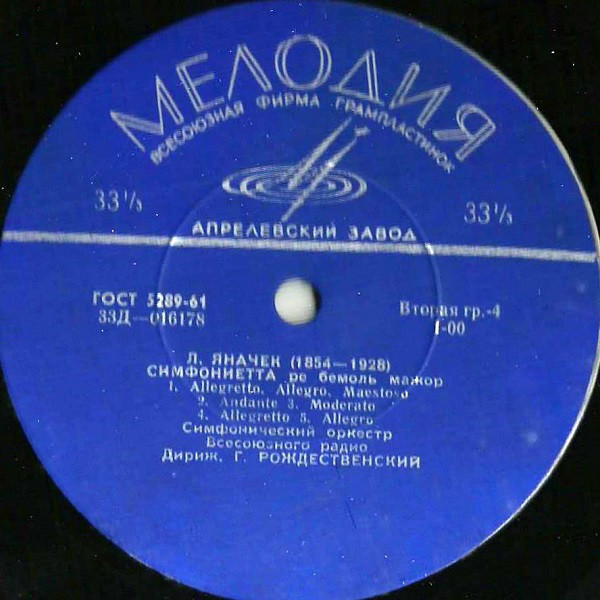 МЕЛОДИЯ
ВСЕСОЮЗНАЯ ФИРМА ГРАМПЛАСТИНОК
33⅓ 33⅓
АПРЕЛЕВСКИЙ ЗАВОД
ГОСТ 5289-61
33Д—016178
Вторая гр.-4
1-00
Л. ЯНАЧЕК (1854—1928)
СИМФОНИЕТТА ре бемоль мажор
1. Allegretto, Allegro, Maestoso
2. Andante 3. Moderato
4. Allegretto 5. Allegro
Симфонический оркестр
Всесоюзного радио
Дириж. Г. РОЖДЕСТВЕНСКИЙ